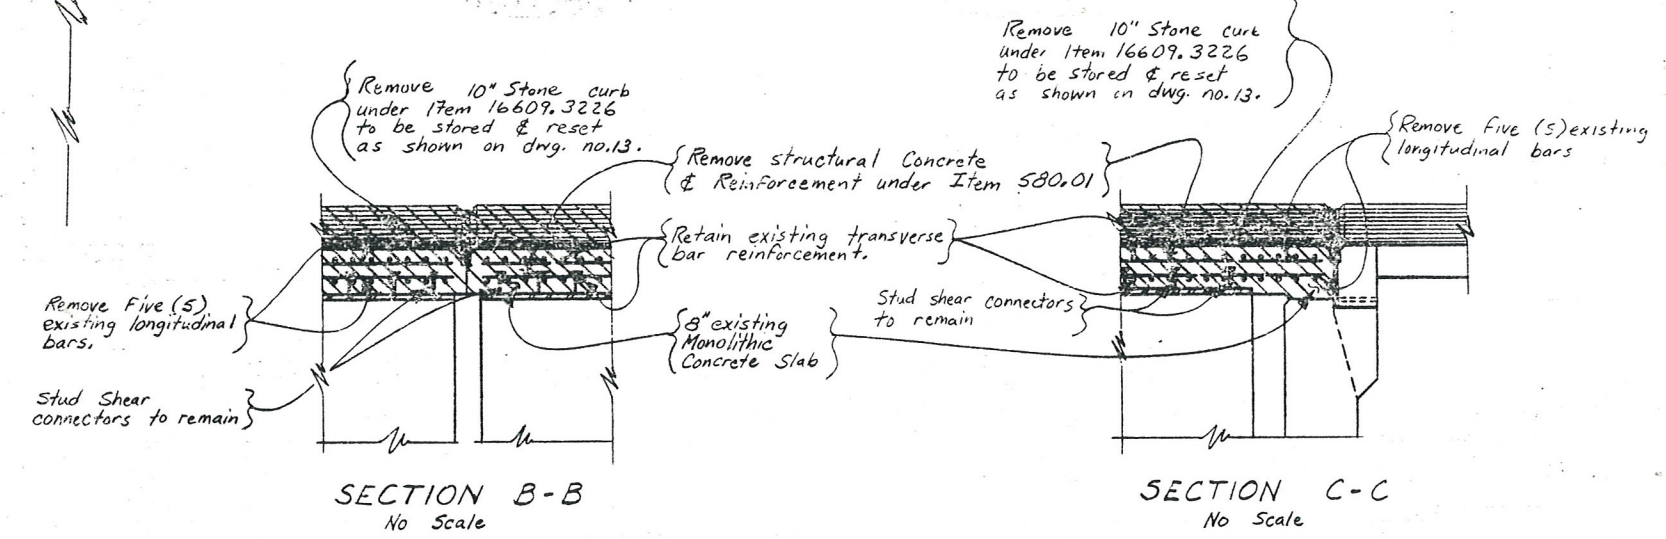 Remove 10" Stone curb
under Item 16609.3226
to be stored & reset
as shown on dwg. no.13.
Remove 10" Stone curb
under Item 16609.3226
to be stored & reset
as shown on dwg. no.13.
Remove structural Concrete
& Reinforcement under Item 580.01
Remove Five (5) existing
longitudinal bars
Retain existing transverse
bar reinforcement.
Remove Five (5)
existing longitudinal
bars.
8" existing
Monolithic
Concrete Slab
Stud shear connectors
to remain
Stud Shear
connectors to remain
SECTION B-B
No Scale
SECTION C-C
No Scale